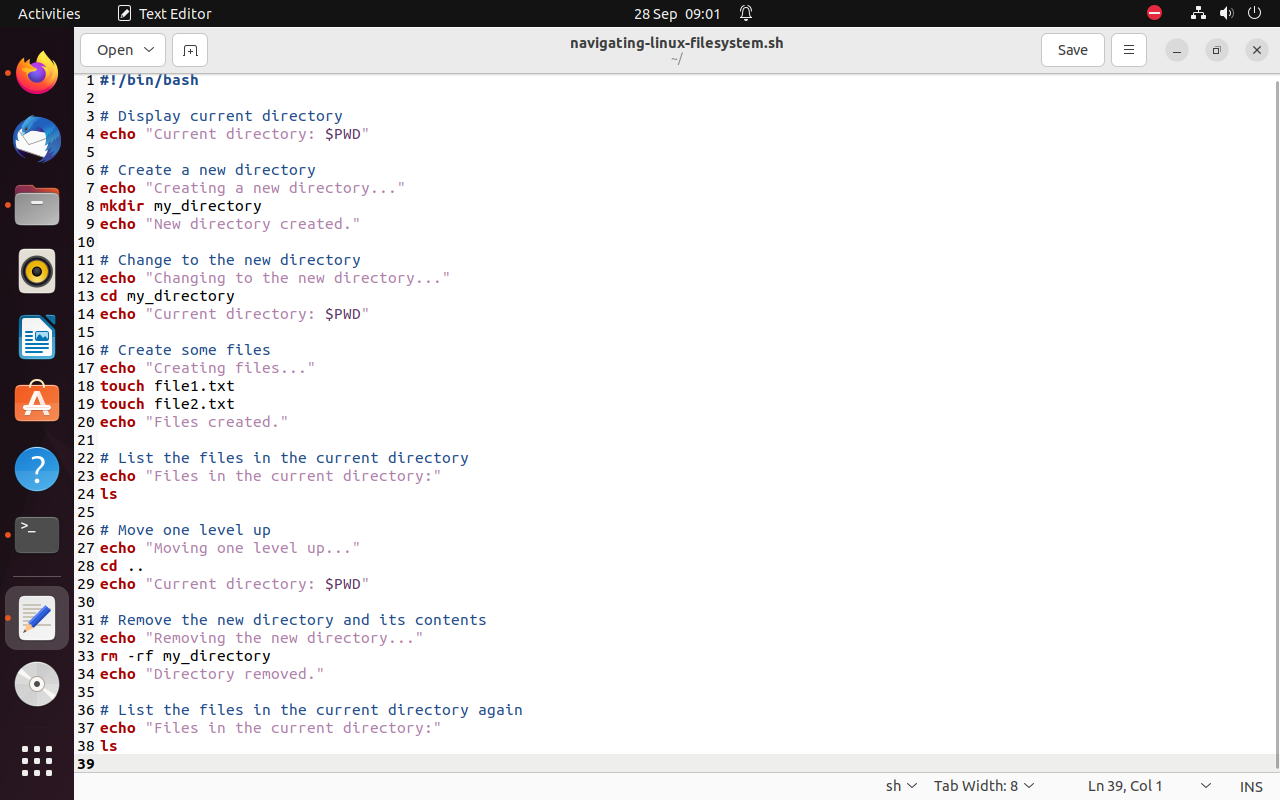 Activities Text Editor 28 Sep 09:01
Open navigating-linux-filesystem.sh Save
~/
1 #!/bin/bash
2
3 # Display current directory
4 echo "Current directory: $PWD"
5
6 # Create a new directory
7 echo "Creating a new directory..."
8 mkdir my_directory
9 echo "New directory created."
10
11 # Change to the new directory
12 echo "Changing to the new directory..."
13 cd my_directory
14 echo "Current directory: $PWD"
15
16 # Create some files
17 echo "Creating files..."
18 touch file1.txt
19 touch file2.txt
20 echo "Files created."
21
22 # List the files in the current directory
23 echo "Files in the current directory:"
24 ls
25
26 # Move one level up
27 echo "Moving one level up..."
28 cd ..
29 echo "Current directory: $PWD"
30
31 # Remove the new directory and its contents
32 echo "Removing the new directory..."
33 rm -rf my_directory
34 echo "Directory removed."
35
36 # List the files in the current directory again
37 echo "Files in the current directory:"
38 ls
39
sh Tab Width: 8 Ln 39, Col 1 INS